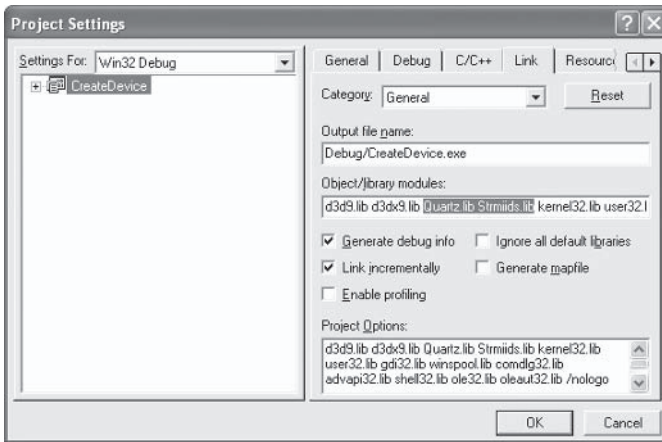 Project Settings
Settings For: Win32 Debug
CreateDevice
General Debug C/C++ Link
Category: General
Reset
Output file name:
Debug/CreateDevice.exe
Object/library modules:
d3d9.lib d3dx9.lib Quartz.lib Strmiids.lib kernel32.lib user32.l
Generate debug info
Ignore all default libraries
Link incrementally
Generate mapfile
Enable profiling
Project Options:
d3d9.lib d3dx9.lib Quartz.lib Strmiids.lib kernel32.lib
user32.lib gdi32.lib winspool.lib comdlg32.lib
advapi32.lib shell32.lib ole32.lib oleaut32.lib /nologo
OK
Cancel